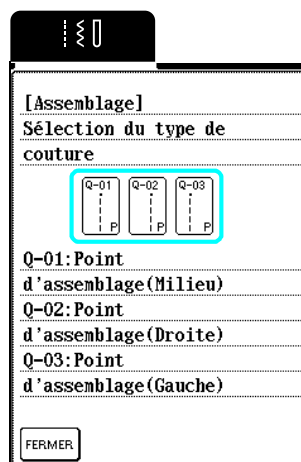 [Assemblage]
Sélection du type de
couture
Q-01 Q-02 Q-03
P P P
Q-01:Point
d'assemblage(Milieu)
Q-02:Point
d'assemblage(Droite)
Q-03:Point
d'assemblage(Gauche)
FERMER